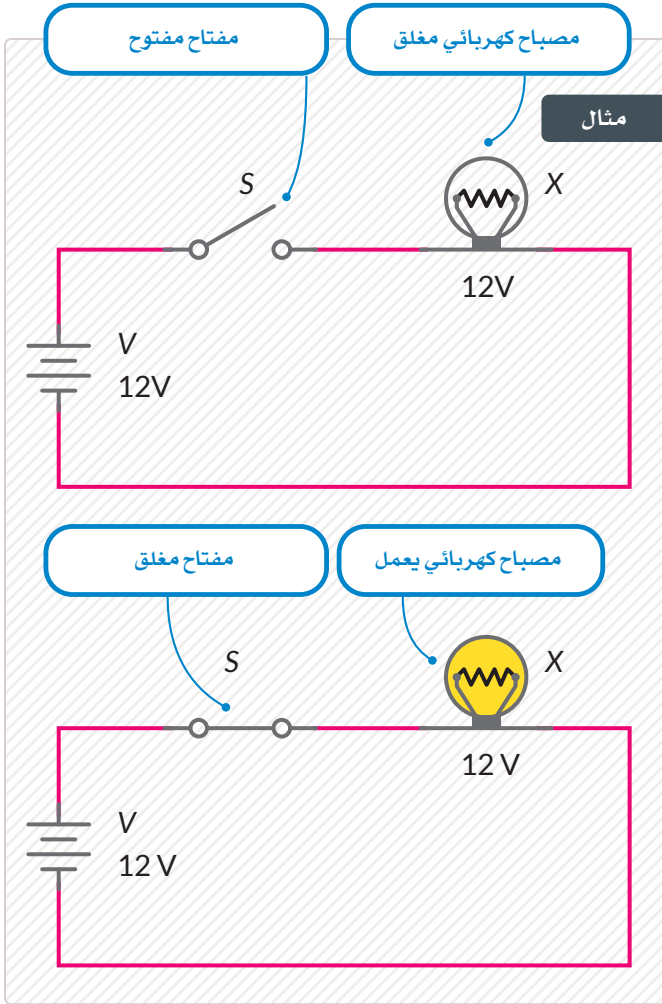 مصباح كهربائي مغلق
مفتاح مفتوح
مثال
S
X
12V
V
12V
مصباح كهربائي يعمل
مفتاح مغلق
S
X
12 V
V
12 V